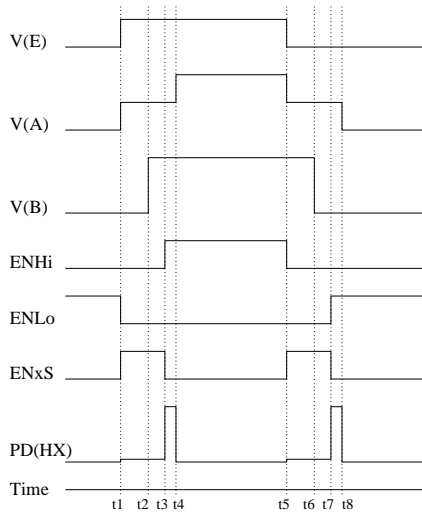 V(E)
V(A)
V(B)
ENHi
ENLo
ENxS
PD(HX)
Time
t1 t2 t3 t4 t5 t6 t7 t8